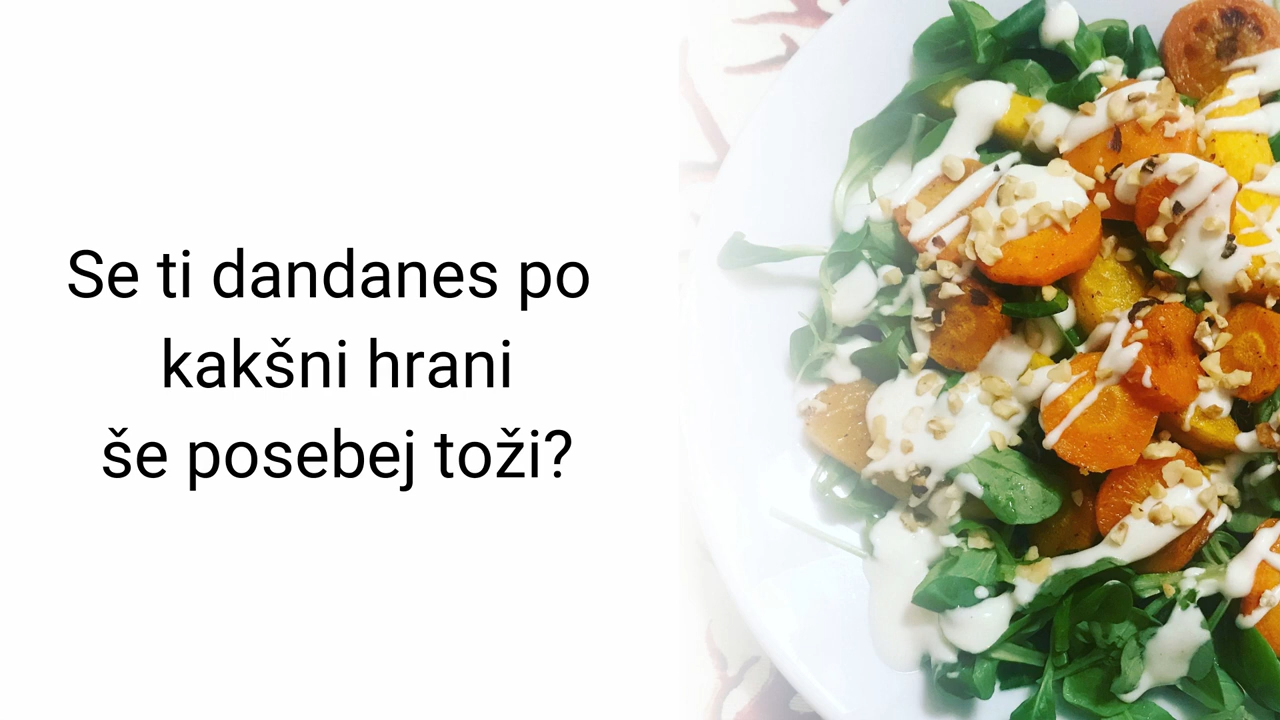 Se ti dandanes po
kakšni hrani
še posebej toži?